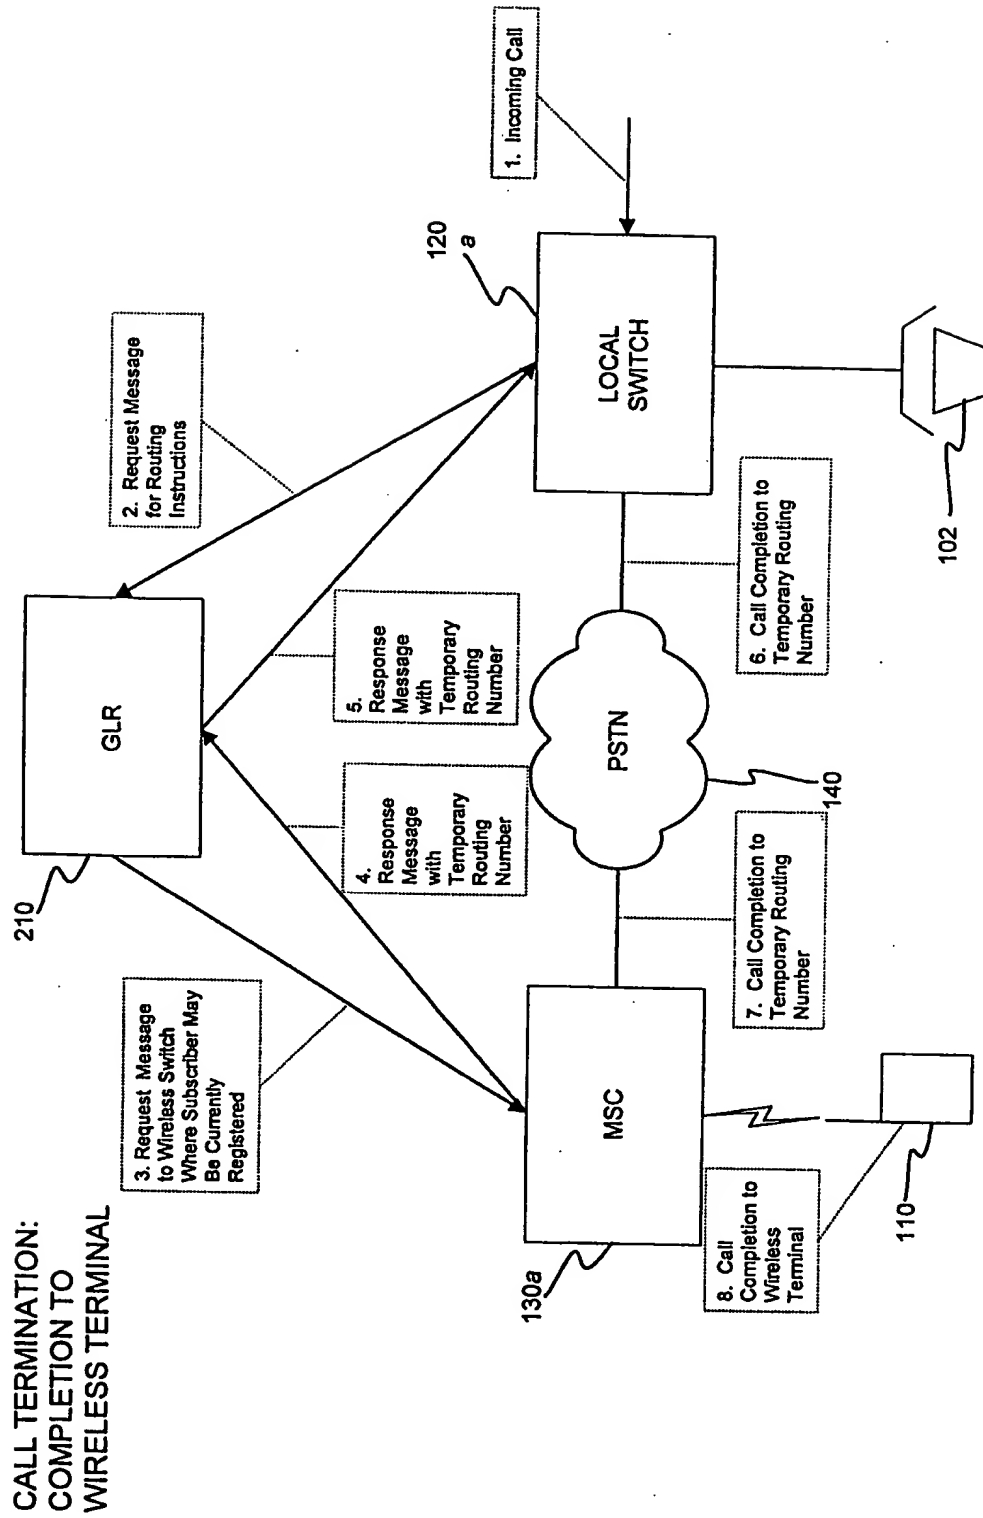 CALL TERMINATION:
COMPLETION TO
WIRELESS TERMINAL
210
GLR
2. Request Message
for Routing
Instructions
3. Request Message
to Wireless Switch
Where Subscriber May
Be Currently
Registered
4.
Response
Message
with
Temporary
Routing
Number
5.
Response
Message
with
Temporary
Routing
Number
120
a
1. Incoming Call
130a
MSC
PSTN
LOCAL
SWITCH
140
8. Call
Completion to
Wireless
Terminal
7. Call Completion to
Temporary Routing
Number
6. Call Completion to
Temporary Routing
Number
110
102